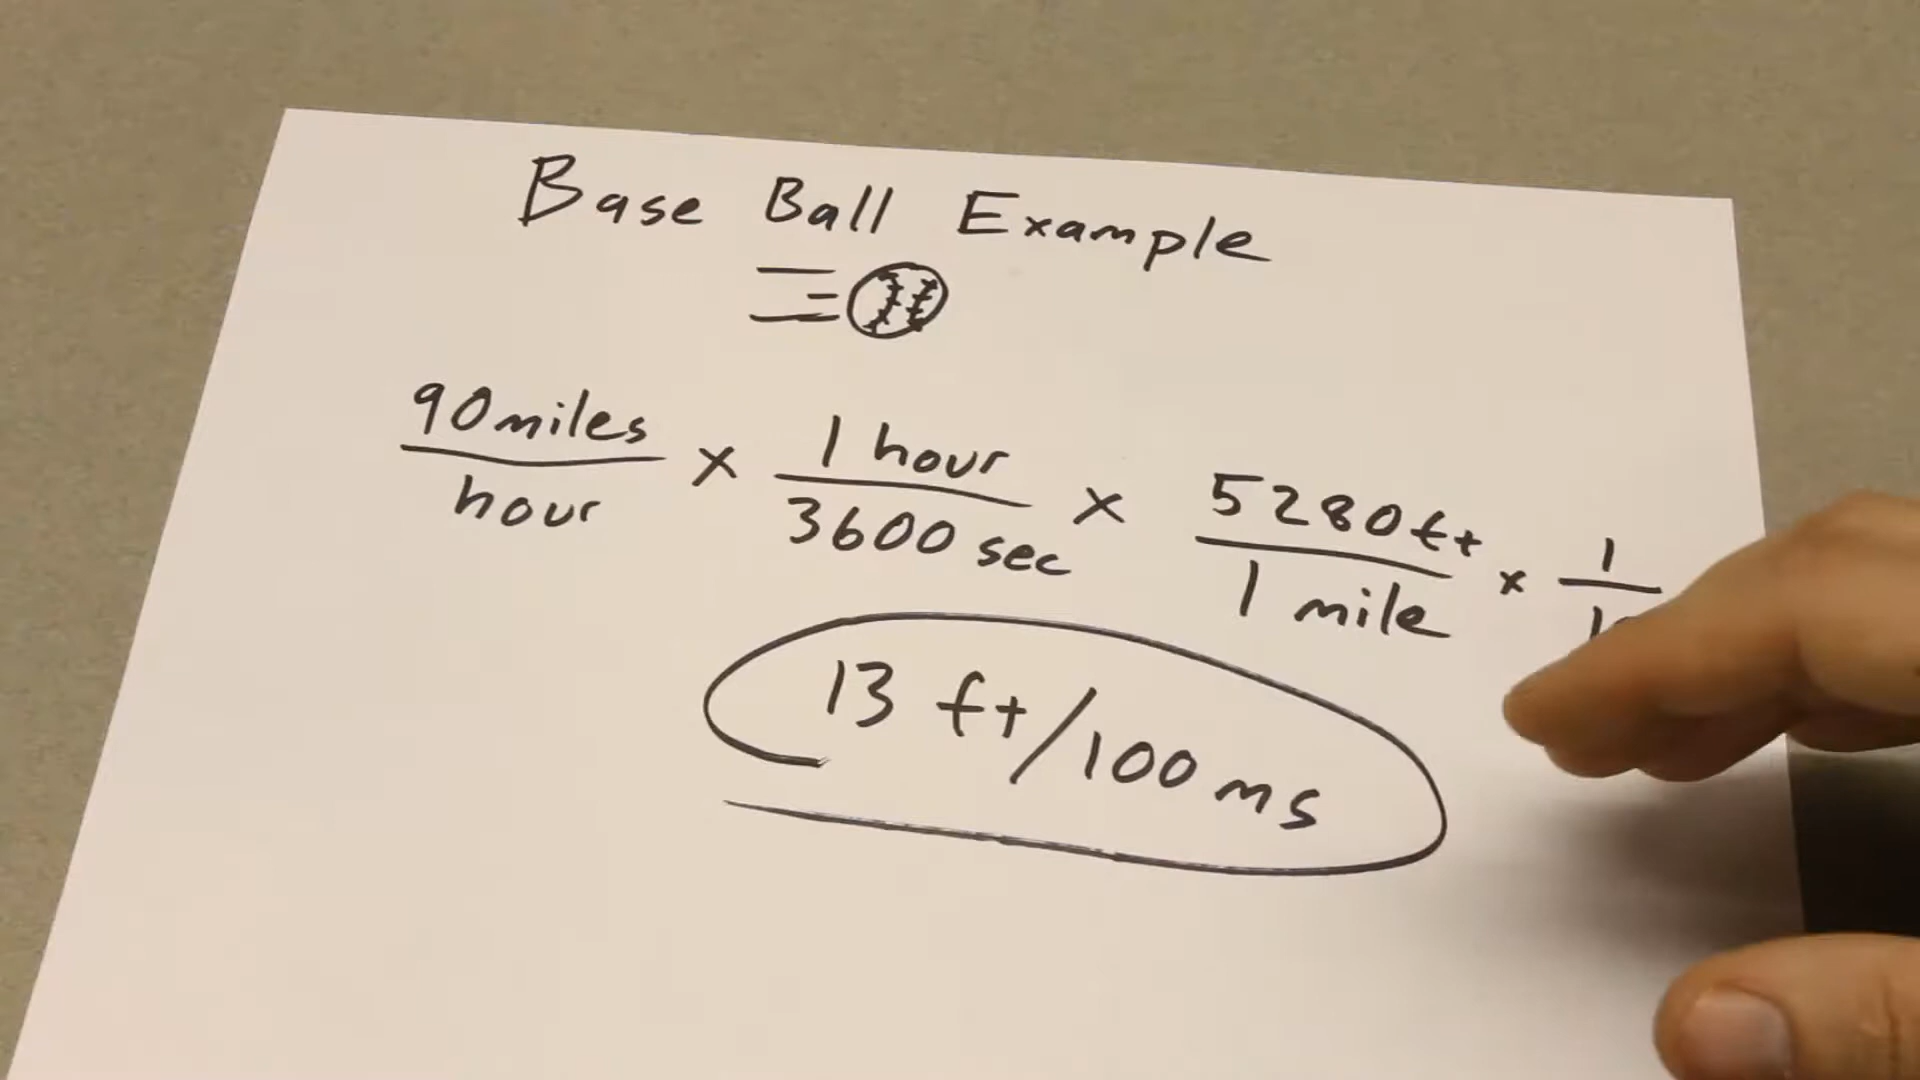 Base Ball Example
90 miles / hour × 1 hour / 3600 sec × 5280 ft / 1 mile × 1
13 ft/100 ms